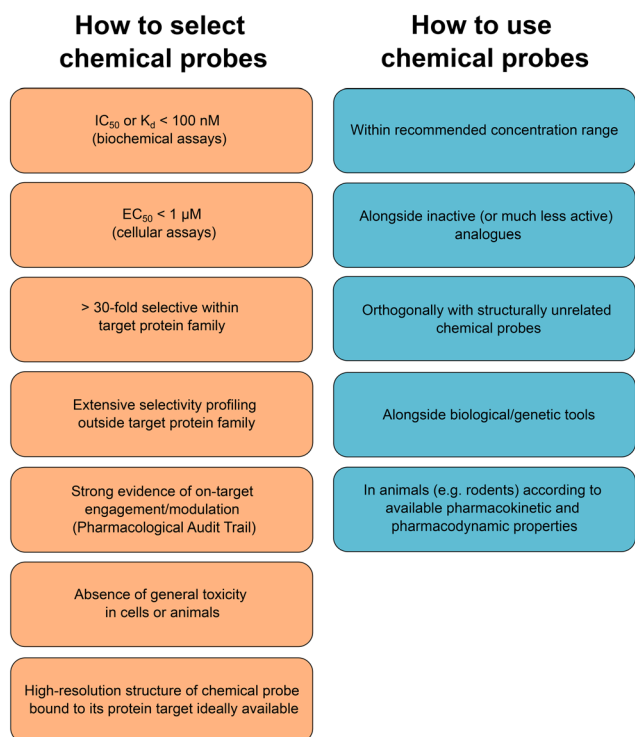 How to select
chemical probes
IC₅₀ or K_d < 100 nM
(biochemical assays)
EC₅₀ < 1 µM
(cellular assays)
> 30-fold selective within
target protein family
Extensive selectivity profiling
outside target protein family
Strong evidence of on-target
engagement/modulation
(Pharmacological Audit Trail)
Absence of general toxicity
in cells or animals
High-resolution structure of chemical probe
bound to its protein target ideally available
How to use
chemical probes
Within recommended concentration range
Alongside inactive (or much less active)
analogues
Orthogonally with structurally unrelated
chemical probes
Alongside biological/genetic tools
In animals (e.g. rodents) according to
available pharmacokinetic and
pharmacodynamic properties